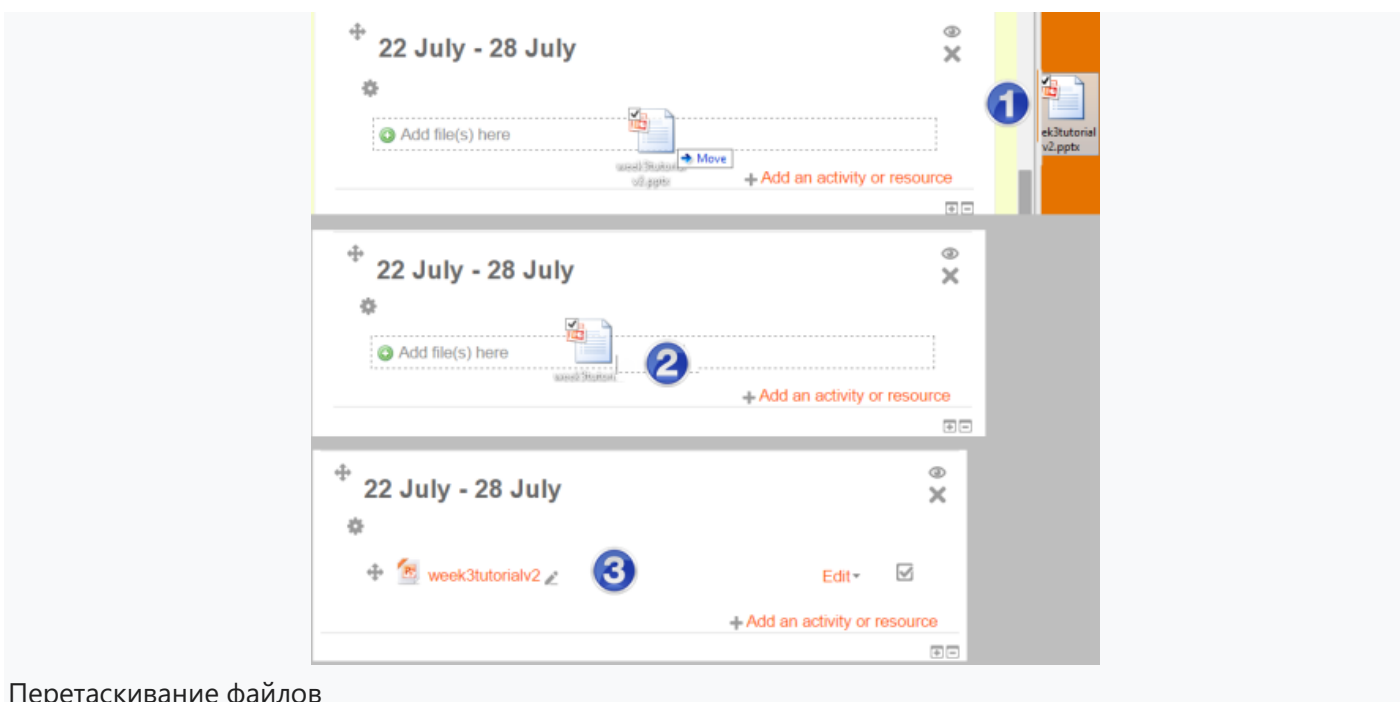 22 July - 28 July
1
Add file(s) here
Move
ek3tutorial
v2.pptx
v2.pptx
Add an activity or resource
22 July - 28 July
Add file(s) here
2
Add an activity or resource
22 July - 28 July
week3tutorialv2
3
Edit
Add an activity or resource
Перетаскивание файлов